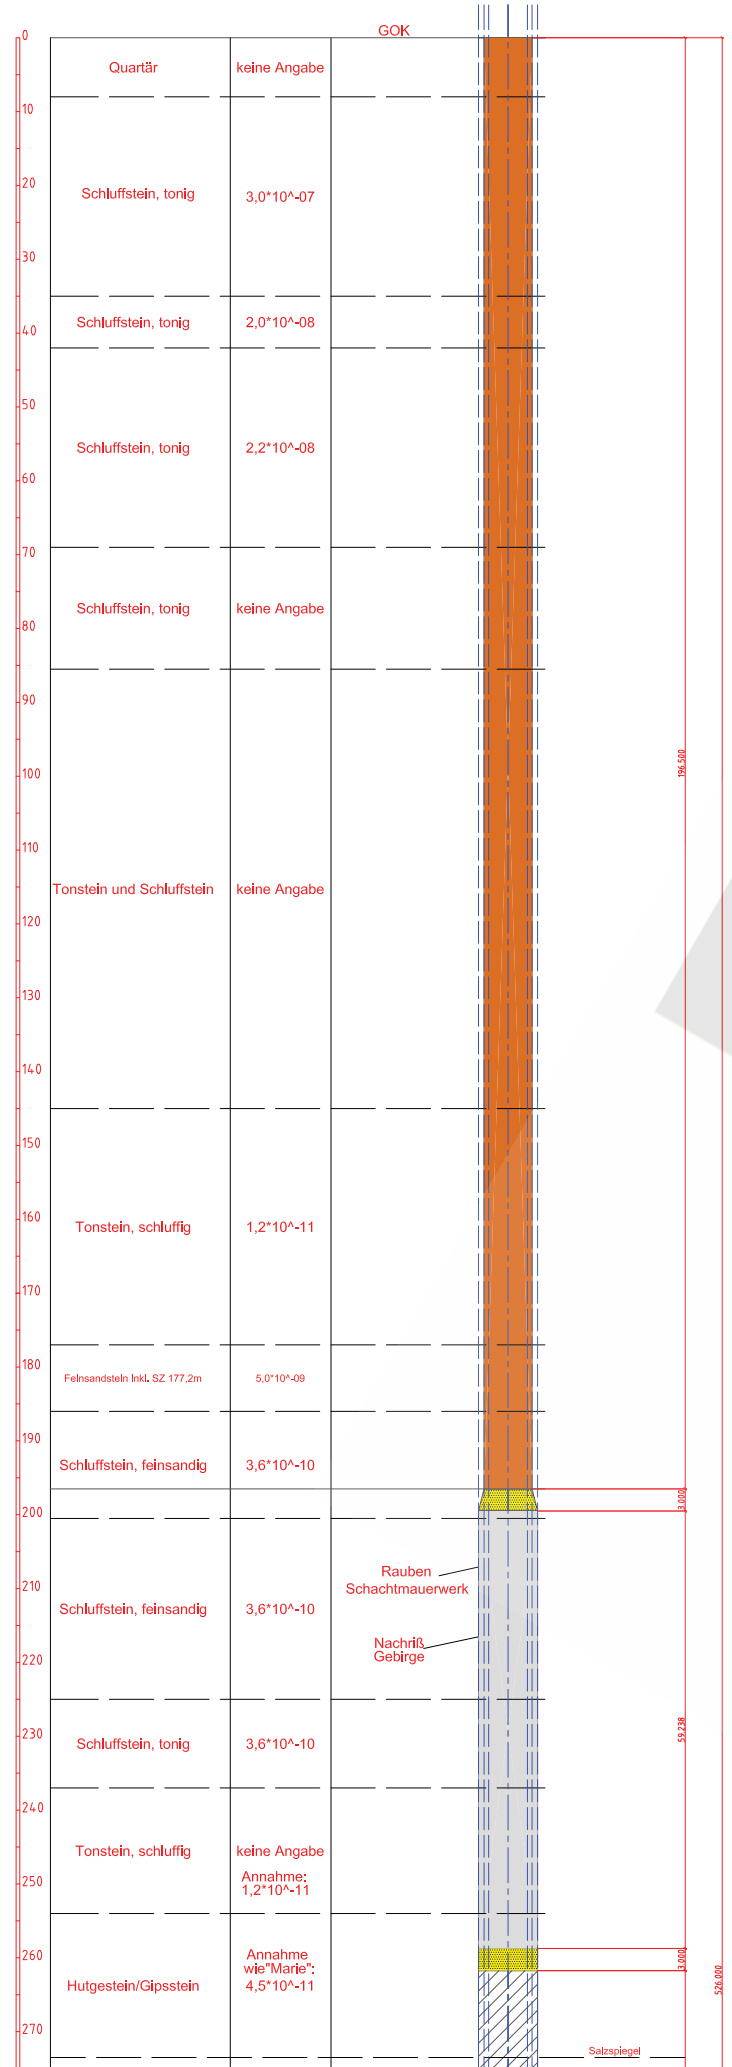 GOK
0
Quartär
keine Angabe
10
20
Schluffstein, tonig
3,0*10^-07
30
Schluffstein, tonig
2,0*10^-08
40
50
Schluffstein, tonig
2,2*10^-08
60
70
Schluffstein, tonig
keine Angabe
80
90
196.500
100
110
Tonstein und Schluffstein
keine Angabe
120
130
140
150
160
Tonstein, schluffig
1,2*10^-11
170
180
Feinsandstein inkl. SZ 177,2m
5,0*10^-09
190
Schluffstein, feinsandig
3,6*10^-10
3.000
200
Rauben
Schachtmauerwerk
210
Schluffstein, feinsandig
3,6*10^-10
Nachriß
Gebirge
220
230
Schluffstein, tonig
3,6*10^-10
59.238
240
Tonstein, schluffig
keine Angabe
Annahme:
1,2*10^-11
250
260
Annahme
wie"Marie":
4,5*10^-11
Hutgestein/Gipsstein
3.000
526.000
270
Salzspiegel